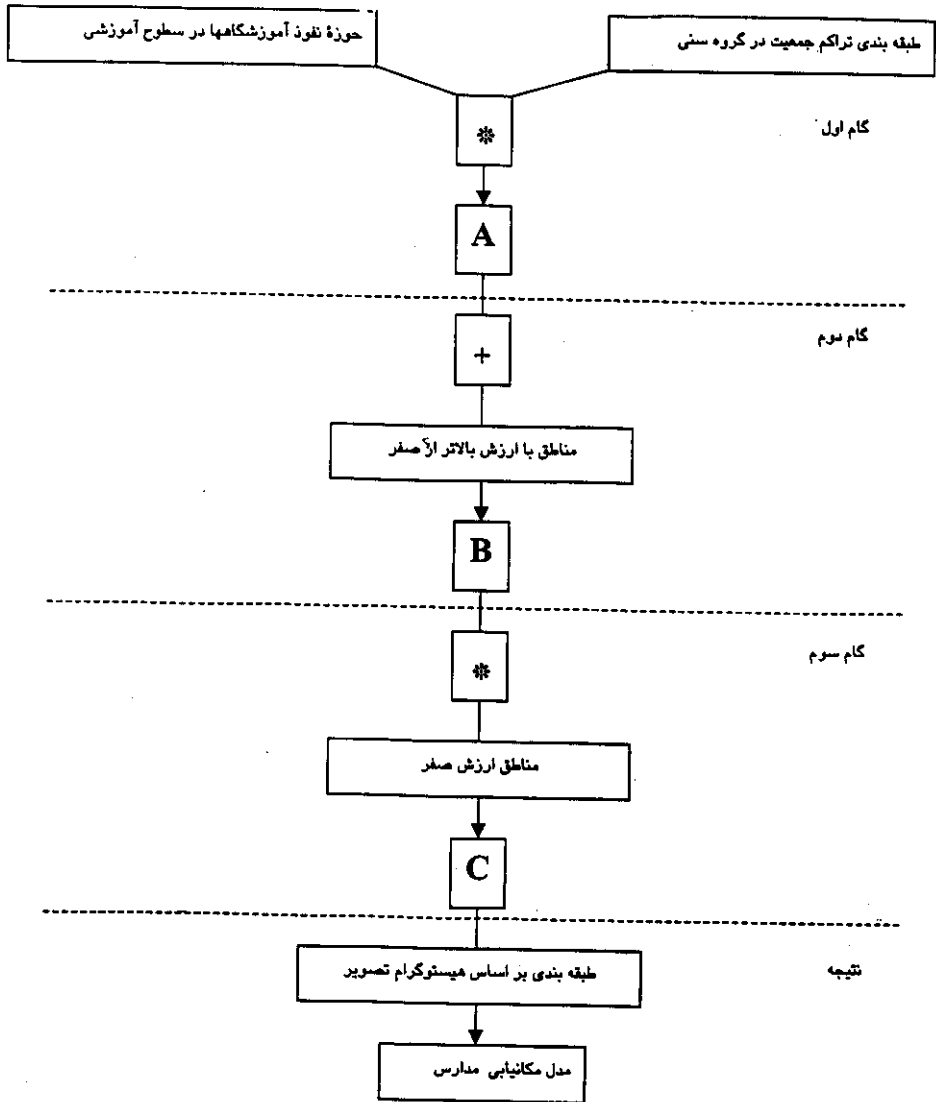 طبقه بندی تراکم جمعیت در گروه سنی
حوزهٔ نفوذ آموزشگاهها در سطوح آموزشی
گام اول
*
A
گام دوم
+
مناطق با ارزش بالاتر از صفر
B
گام سوم
*
مناطق ارزش صفر
C
نتیجه
طبقه بندی بر اساس هیستوگرام تصویر
مدل مکانیابی مدارس